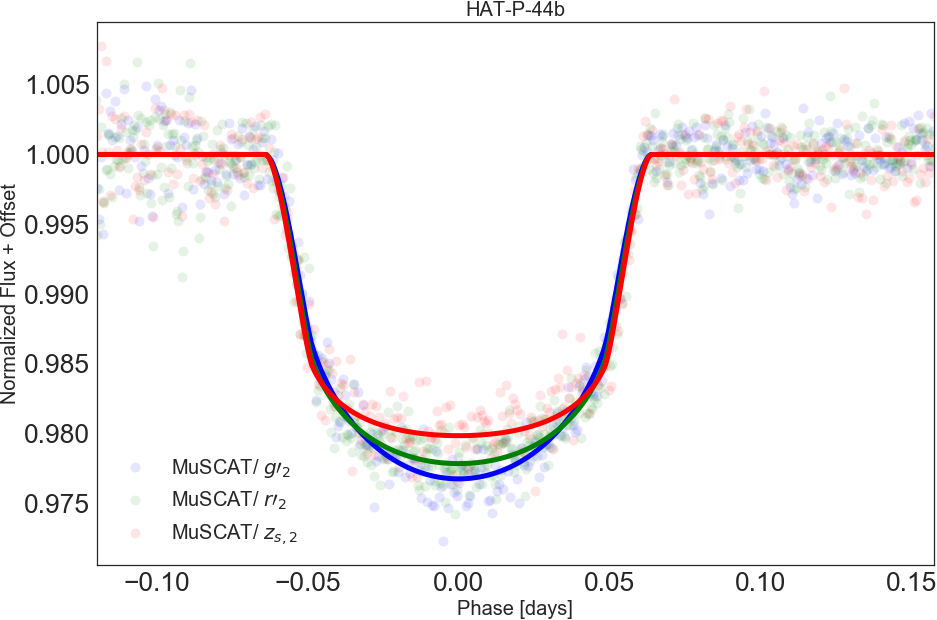 HAT-P-44b
Normalized Flux + Offset
1.005
1.000
0.995
0.990
0.985
0.980
0.975
MuSCAT/ g′₂
MuSCAT/ r′₂
MuSCAT/ zₛ,₂
−0.10 −0.05 0.00 0.05 0.10 0.15
Phase [days]